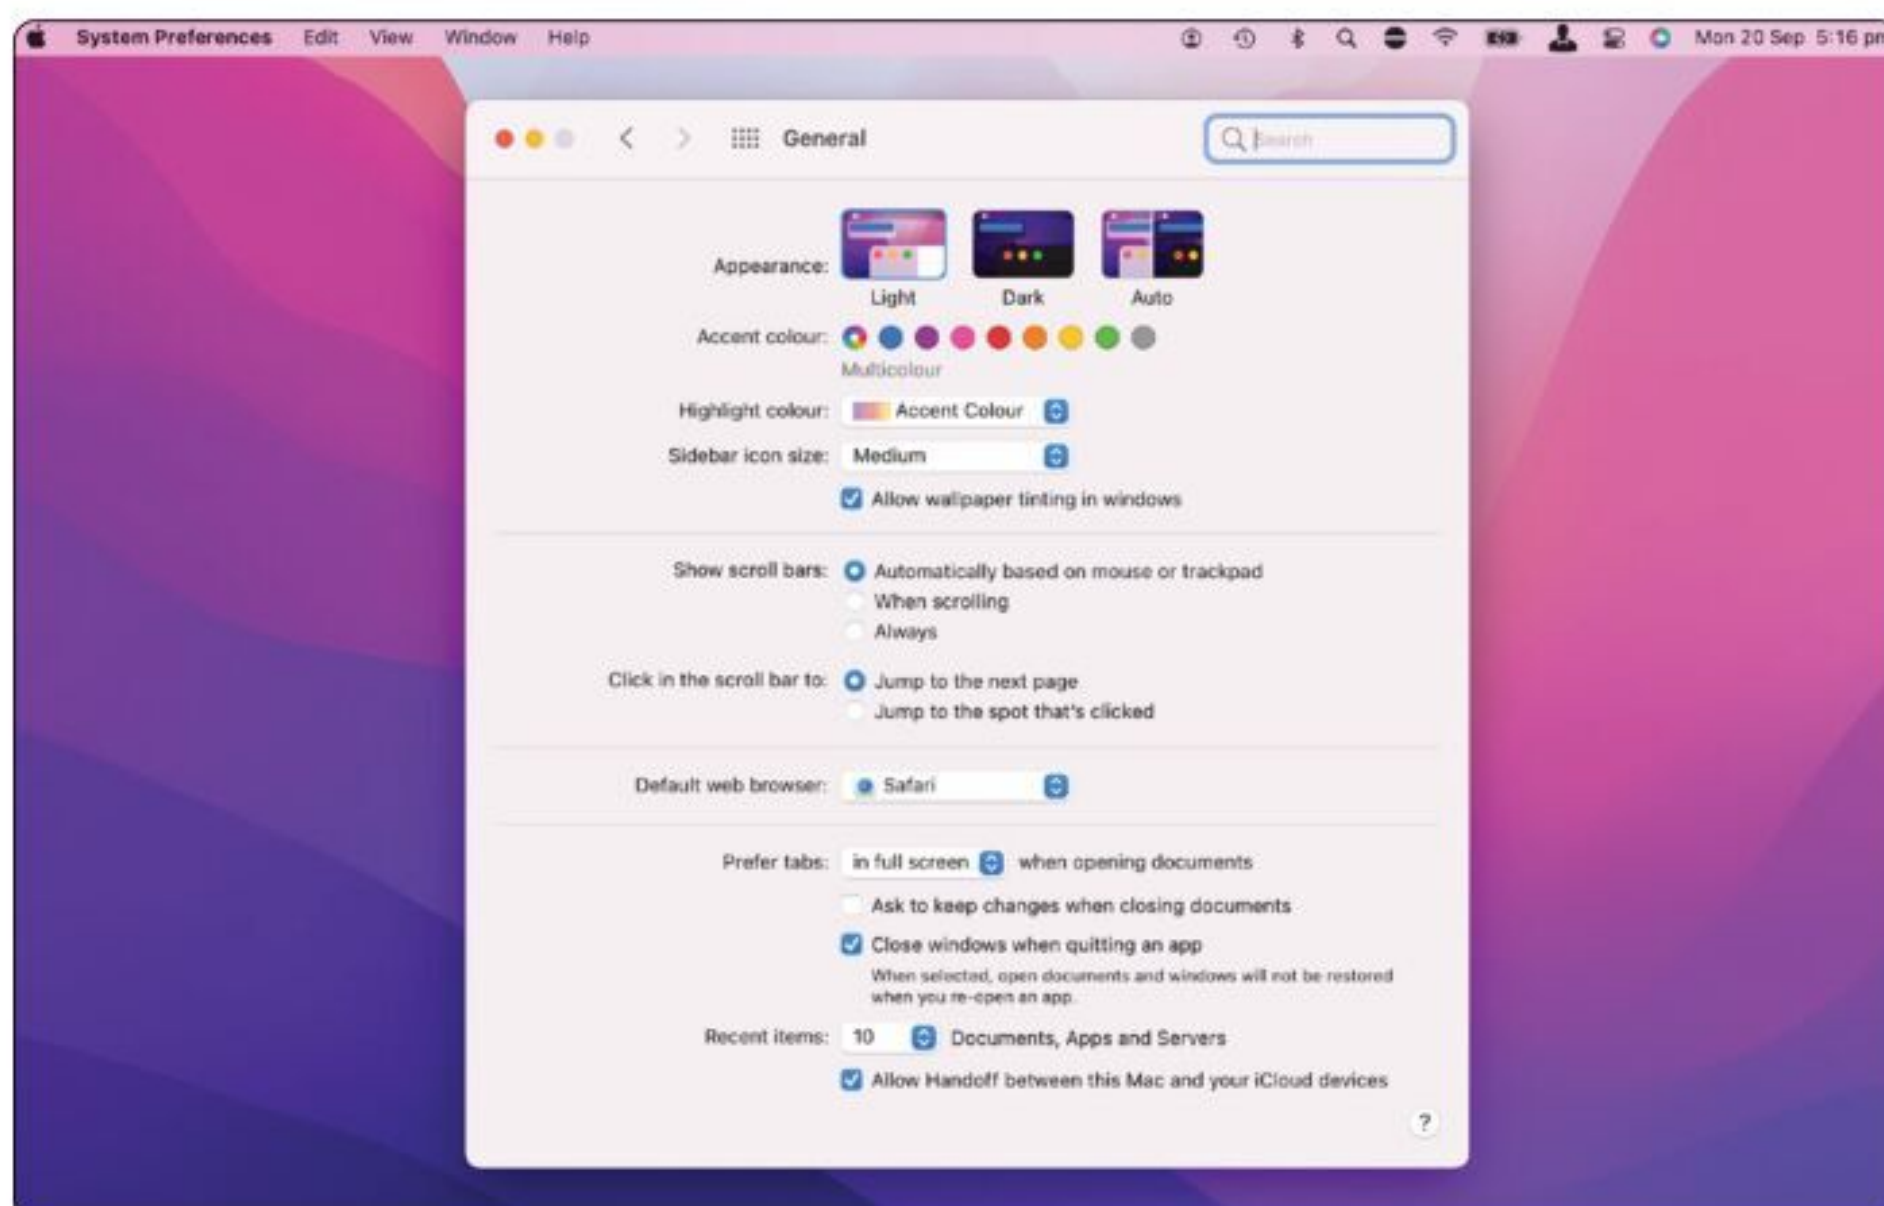 System Preferences Edit View Window Help Mon 20 Sep 5:16 pm
General Search
Appearance:
Light Dark Auto
Accent colour:
Multicolour
Highlight colour: Accent Colour
Sidebar icon size: Medium
Allow wallpaper tinting in windows
Show scroll bars: Automatically based on mouse or trackpad
When scrolling
Always
Click in the scroll bar to: Jump to the next page
Jump to the spot that's clicked
Default web browser: Safari
Prefer tabs: in full screen when opening documents
Ask to keep changes when closing documents
Close windows when quitting an app
When selected, open documents and windows will not be restored
when you re-open an app.
Recent items: 10 Documents, Apps and Servers
Allow Handoff between this Mac and your iCloud devices
?